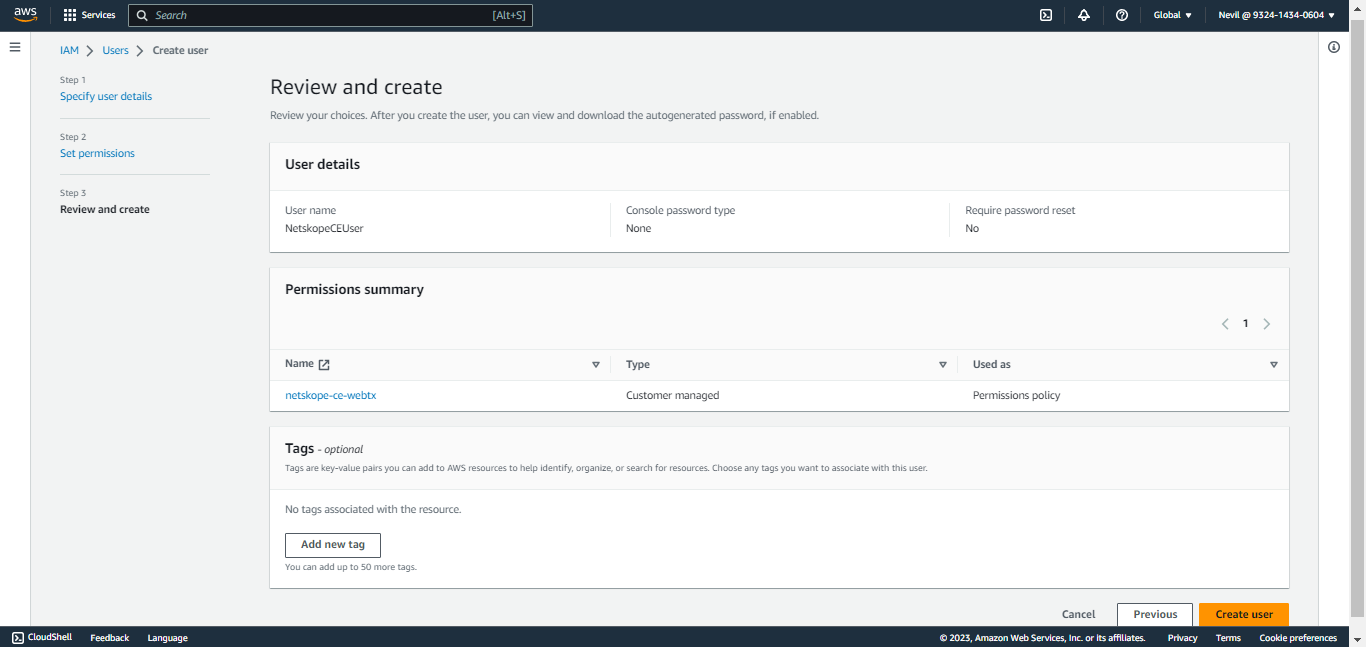 aws Services Search [Alt+S] Global ▼ Nevil @ 9324-1434-0604 ▼
IAM > Users > Create user
Step 1
Specify user details
Step 2
Set permissions
Step 3
Review and create
Review and create
Review your choices. After you create the user, you can view and download the autogenerated password, if enabled.
User details
User name Console password type Require password reset
NetskopeCEUser None No
Permissions summary
1
Name Type Used as
netskope-ce-webtx Customer managed Permissions policy
Tags - optional
Tags are key-value pairs you can add to AWS resources to help identify, organize, or search for resources. Choose any tags you want to associate with this user.
No tags associated with the resource.
Add new tag
You can add up to 50 more tags.
Cancel Previous Create user
CloudShell Feedback Language © 2023, Amazon Web Services, Inc. or its affiliates. Privacy Terms Cookie preferences